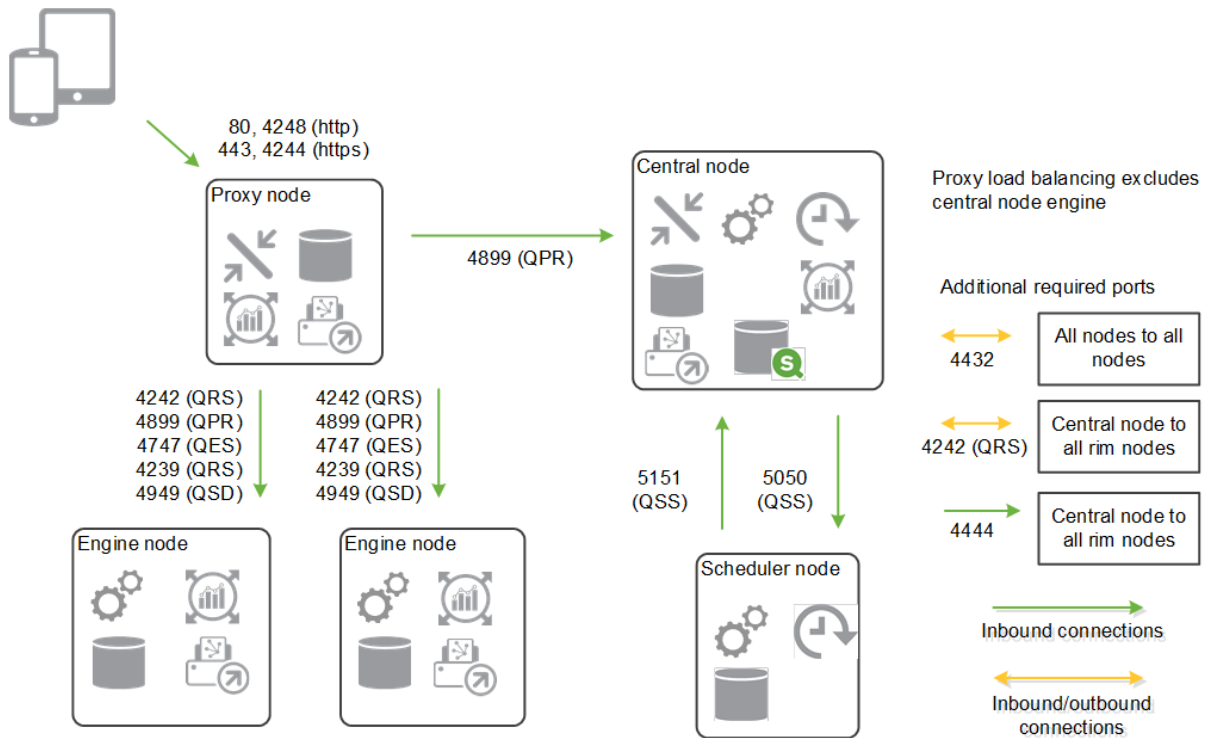 80, 4248 (http)
443, 4244 (https)
Proxy node
4899 (QPR)
Central node
Proxy load balancing excludes
central node engine
Additional required ports
4432
All nodes to all
nodes
4242 (QRS)
Central node to
all rim nodes
4444
Central node to
all rim nodes
4242 (QRS)
4899 (QPR)
4747 (QES)
4239 (QRS)
4949 (QSD)
4242 (QRS)
4899 (QPR)
4747 (QES)
4239 (QRS)
4949 (QSD)
5151
(QSS)
5050
(QSS)
Engine node
Engine node
Scheduler node
S
Inbound connections
Inbound/outbound
connections